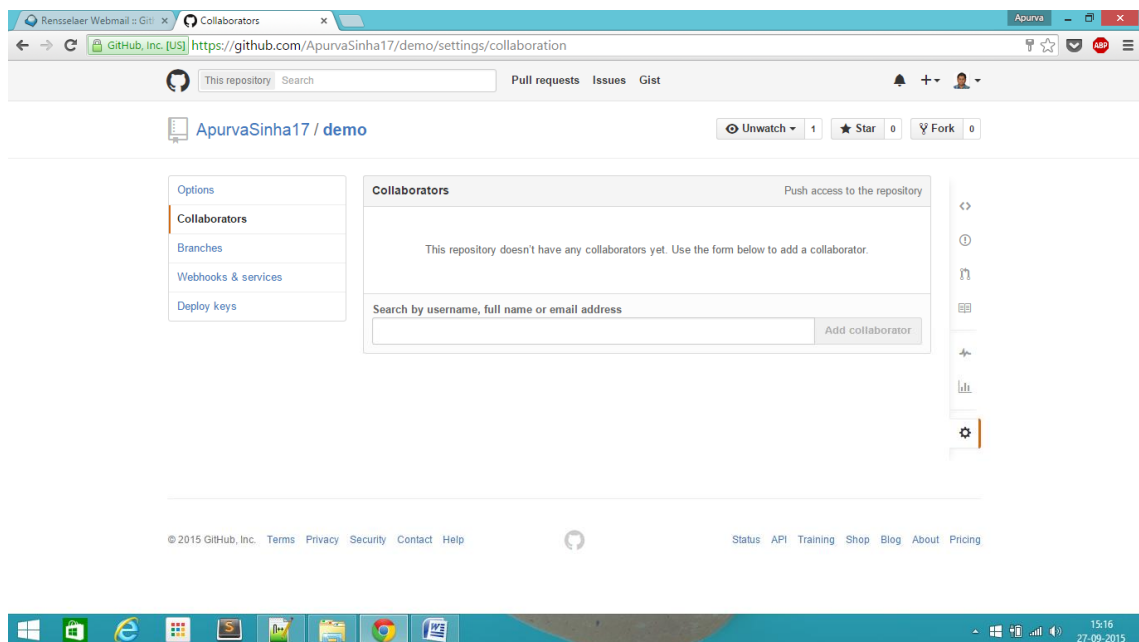 Rensselaer Webmail :: Giti
Collaborators
Apurva
GitHub, Inc. [US] https://github.com/ApurvaSinha17/demo/settings/collaboration
ABP
This repository Search
Pull requests Issues Gist
ApurvaSinha17 / demo
Unwatch 1
Star 0
Fork 0
Options
Collaborators
Branches
Webhooks & services
Deploy keys
Collaborators
Push access to the repository
This repository doesn't have any collaborators yet. Use the form below to add a collaborator.
Search by username, full name or email address
Add collaborator
© 2015 GitHub, Inc. Terms Privacy Security Contact Help
Status API Training Shop Blog About Pricing
15:16
27-09-2015